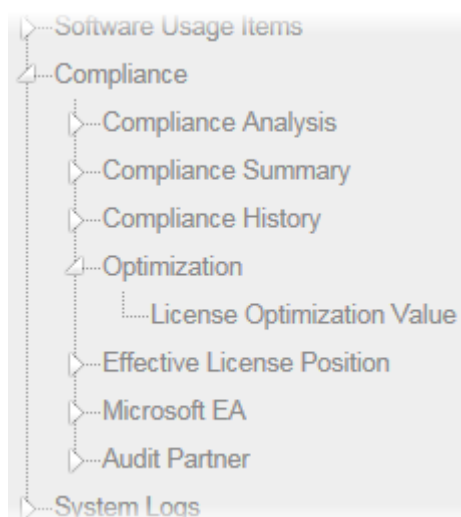 Software Usage Items
Compliance
Compliance Analysis
Compliance Summary
Compliance History
Optimization
License Optimization Value
Effective License Position
Microsoft EA
Audit Partner
System Logs